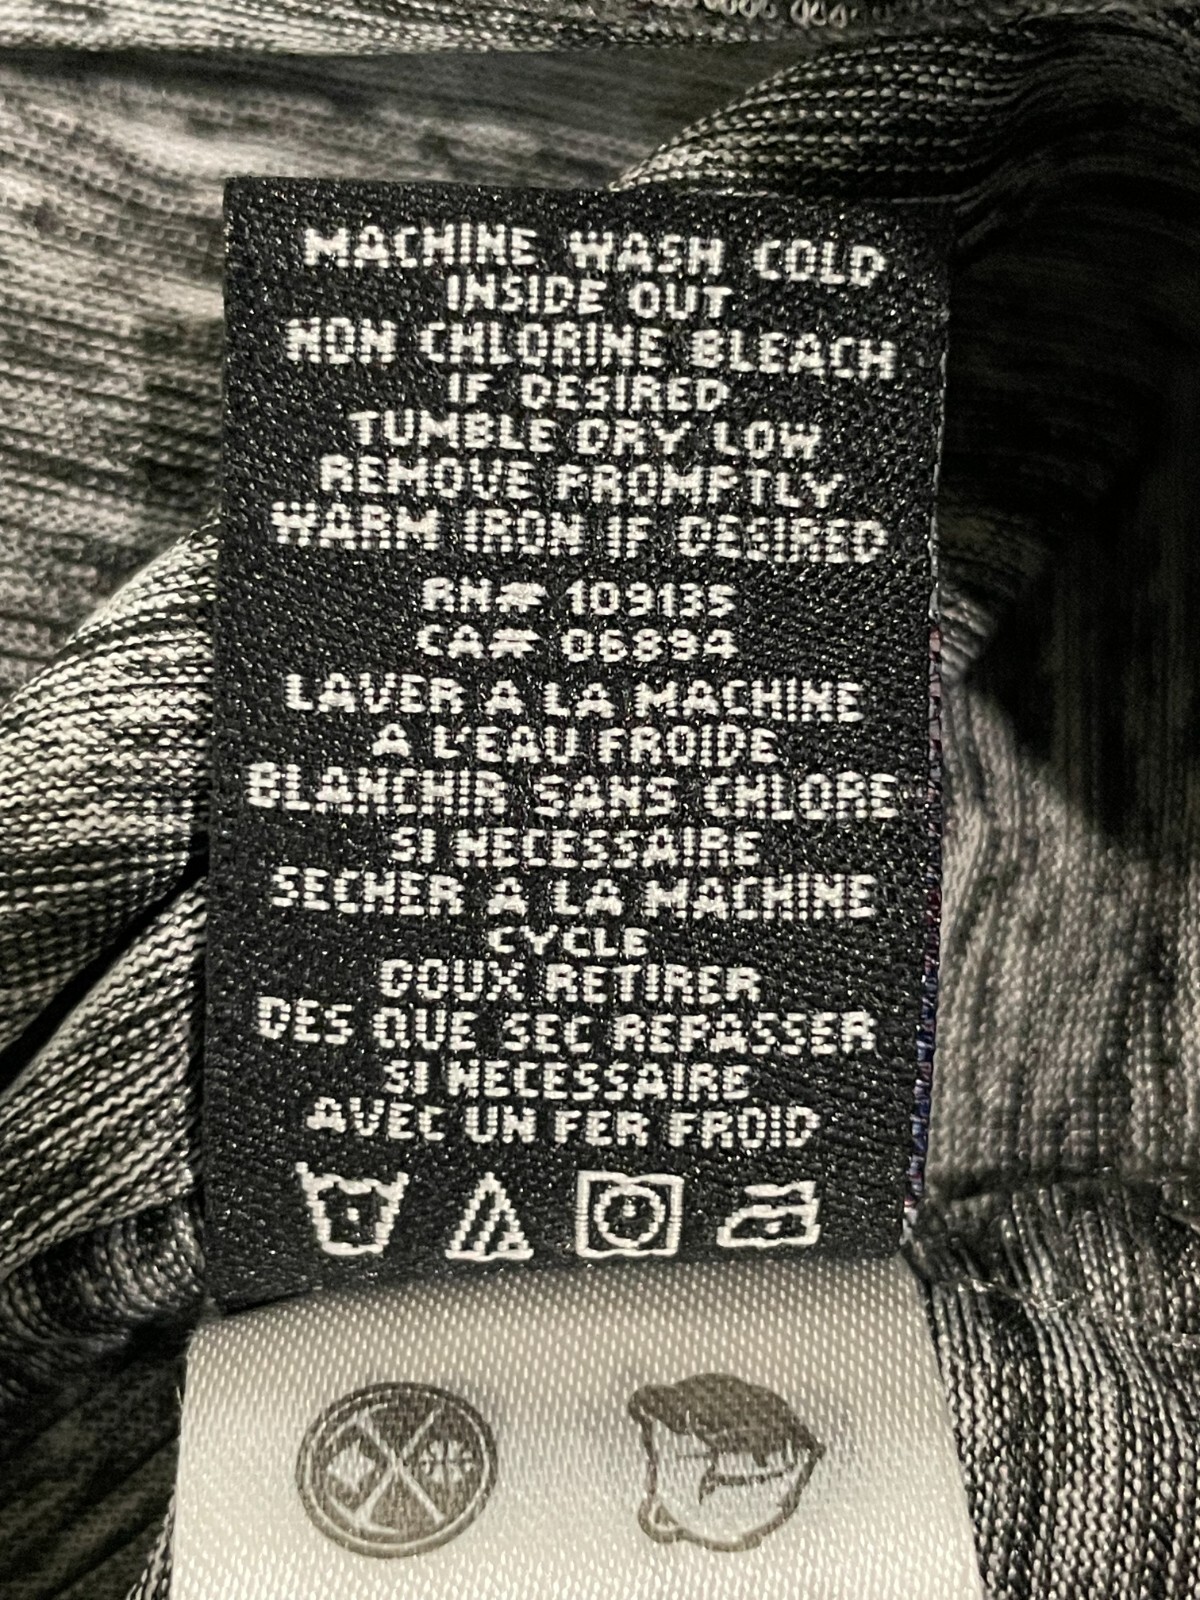 MACHINE WASH COLD
INSIDE OUT
NON CHLORINE BLEACH
IF DESIRED
TUMBLE DRY LOW
REMOVE PROMPTLY
WARM IRON IF DESIRED
RN# 109135
CA# 06894
LAVER A LA MACHINE
A L'EAU FROIDE
BLANCHIR SANS CHLORE
SI NECESSAIRE
SECHER A LA MACHINE
CYCLE
DOUX RETIRER
DES QUE SEC REPASSER
SI NECESSAIRE
AVEC UN FER FROID